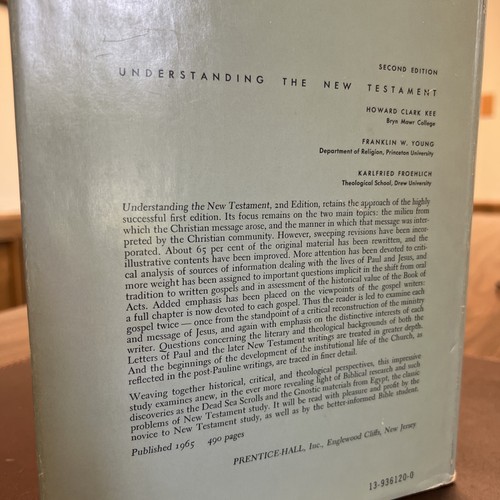 SECOND EDITION
UNDERSTANDING THE NEW TESTAMENT
HOWARD CLARK KEE
Bryn Mawr College
FRANKLIN W. YOUNG
Department of Religion, Princeton University
KARLFRIED FROEHLICH
Theological School, Drew University
Understanding the New Testament, 2nd Edition, retains the approach of the highly
successful first edition. Its focus remains on the two main topics: the milieu from
which the Christian message arose, and the manner in which that message was inter-
preted by the Christian community. However, sweeping revisions have been incor-
porated. About 65 per cent of the original material has been rewritten, and the
illustrative contents have been improved. More attention has been devoted to criti-
cal analysis of sources of information dealing with the lives of Paul and Jesus, and
more weight has been assigned to important questions implicit in the shift from oral
tradition to written gospels and in assessment of the historical value of the Book of
Acts. Added emphasis has been placed on the viewpoints of the gospel writers:
a full chapter is now devoted to each gospel. Thus the reader is led to examine each
gospel twice — once from the standpoint of a critical reconstruction of the ministry
and message of Jesus, and again with emphasis on the distinctive interests of each
writer. Questions concerning the literary and theological backgrounds of both the
Letters of Paul and the later New Testament writings are treated in greater depth.
And the beginnings of the development of the institutional life of the Church, as
reflected in the post-Pauline writings, are traced in finer detail.
Weaving together historical, critical, and theological perspectives, this impressive
study examines anew, in the ever more revealing light of Biblical research and such
discoveries as the Dead Sea Scrolls and the Gnostic materials from Egypt, the classic
problems of New Testament study. It will be read with pleasure and profit by the
novice to New Testament study, as well as by the better-informed Bible student.
Published 1965 490 pages
PRENTICE-HALL, Inc., Englewood Cliffs, New Jersey
13-936120-0